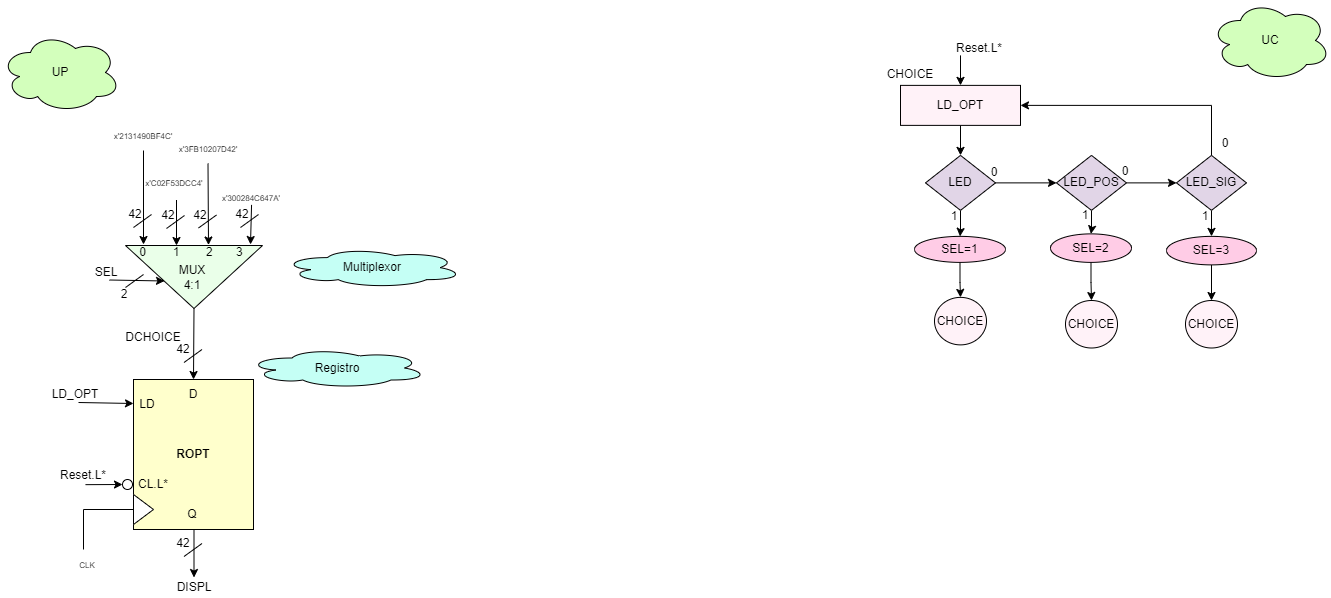 UP
x'2131490BF4C'
x'3FB10207D42'
x'C02F53DCC4'
x'300284C647A'
42
42
42
42
0
1
2
3
MUX
4:1
SEL
2
Multiplexor
DCHOICE
42
Registro
LD_OPT
D
LD
ROPT
Reset.L*
CL.L*
Q
CLK
42
DISPL
UC
Reset.L*
CHOICE
LD_OPT
LED
0
LED_POS
0
LED_SIG
0
1
1
1
SEL=1
SEL=2
SEL=3
CHOICE
CHOICE
CHOICE